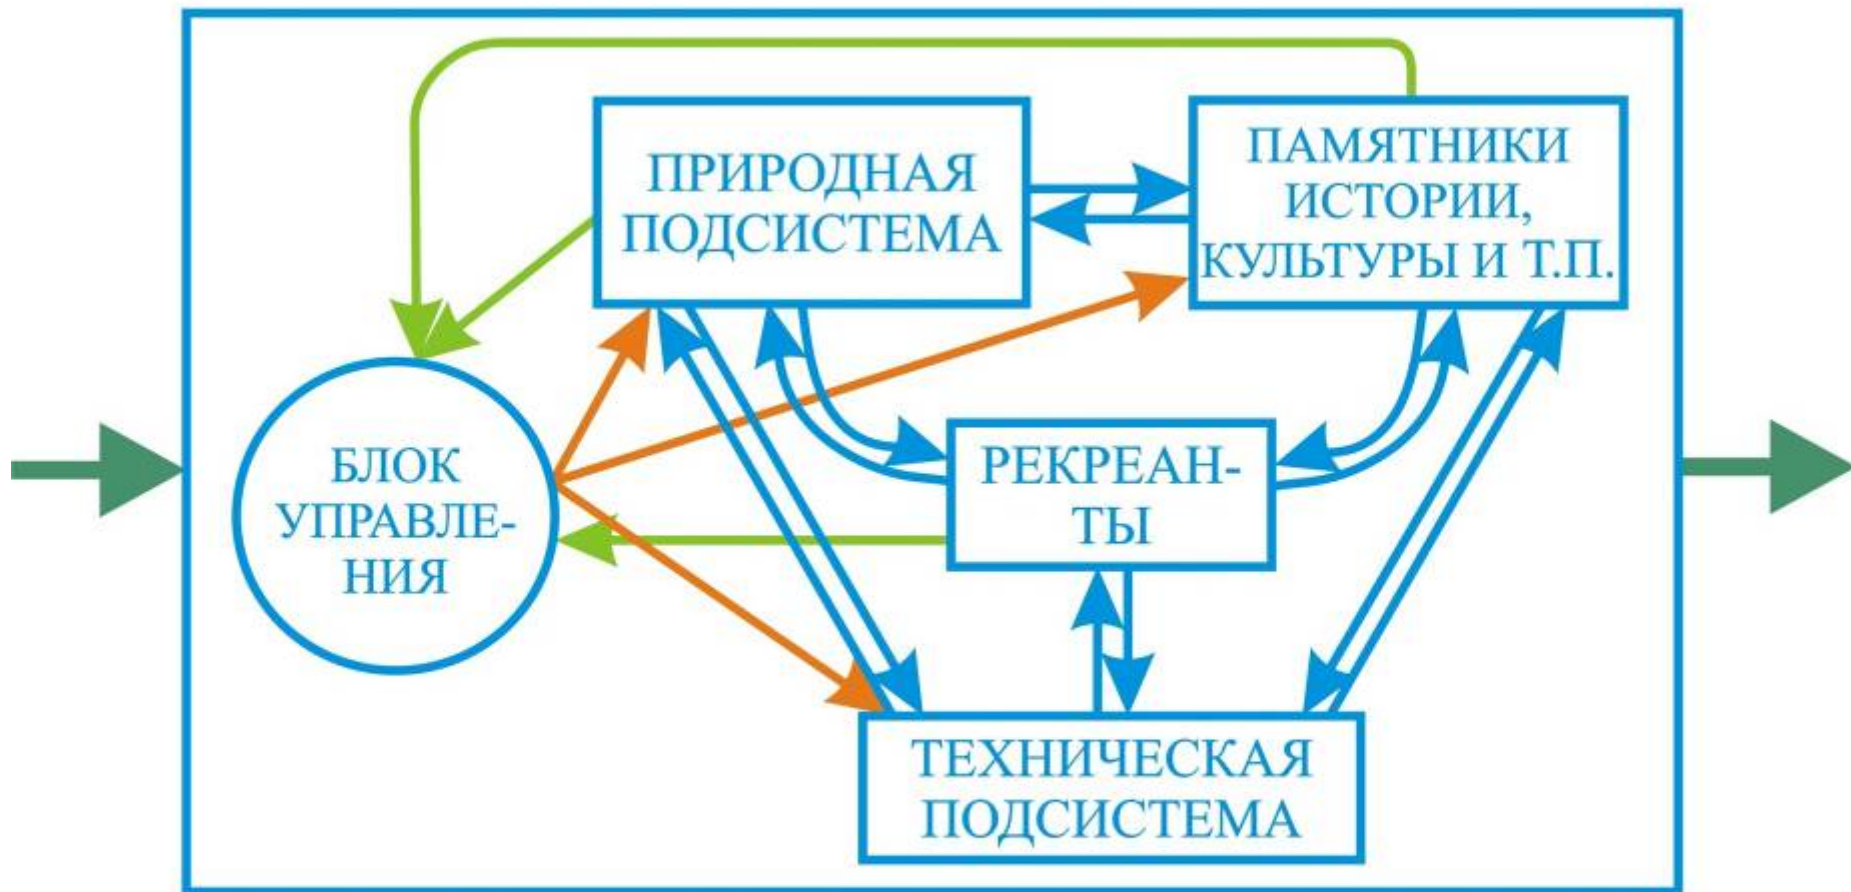 ПРИРОДНАЯ
ПОДСИСТЕМА
ПАМЯТНИКИ
ИСТОРИИ,
КУЛЬТУРЫ И Т.П.
БЛОК
УПРАВЛЕ-
НИЯ
РЕКРЕАН-
ТЫ
ТЕХНИЧЕСКАЯ
ПОДСИСТЕМА